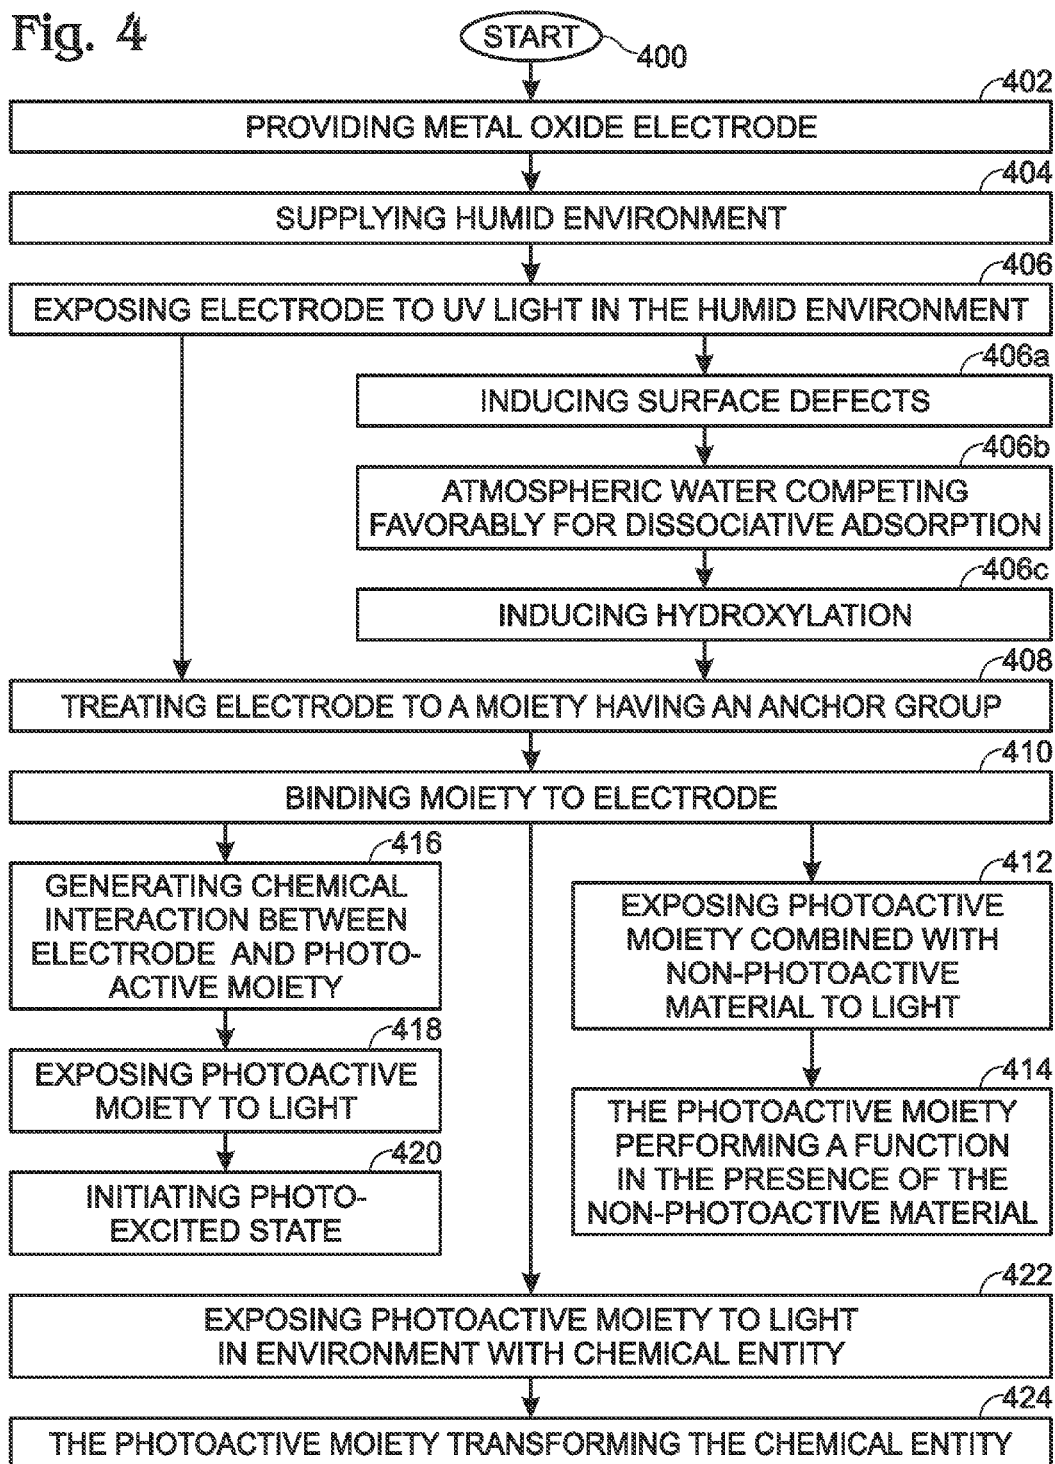 Fig. 4
START
400
402
PROVIDING METAL OXIDE ELECTRODE
404
SUPPLYING HUMID ENVIRONMENT
406
EXPOSING ELECTRODE TO UV LIGHT IN THE HUMID ENVIRONMENT
406a
INDUCING SURFACE DEFECTS
406b
ATMOSPHERIC WATER COMPETING
FAVORABLY FOR DISSOCIATIVE ADSORPTION
406c
INDUCING HYDROXYLATION
408
TREATING ELECTRODE TO A MOIETY HAVING AN ANCHOR GROUP
410
BINDING MOIETY TO ELECTRODE
416
GENERATING CHEMICAL
INTERACTION BETWEEN
ELECTRODE AND PHOTO-
ACTIVE MOIETY
418
EXPOSING PHOTOACTIVE
MOIETY TO LIGHT
420
INITIATING PHOTO-
EXCITED STATE
412
EXPOSING PHOTOACTIVE
MOIETY COMBINED WITH
NON-PHOTOACTIVE
MATERIAL TO LIGHT
414
THE PHOTOACTIVE MOIETY
PERFORMING A FUNCTION
IN THE PRESENCE OF THE
NON-PHOTOACTIVE MATERIAL
422
EXPOSING PHOTOACTIVE MOIETY TO LIGHT
IN ENVIRONMENT WITH CHEMICAL ENTITY
424
THE PHOTOACTIVE MOIETY TRANSFORMING THE CHEMICAL ENTITY